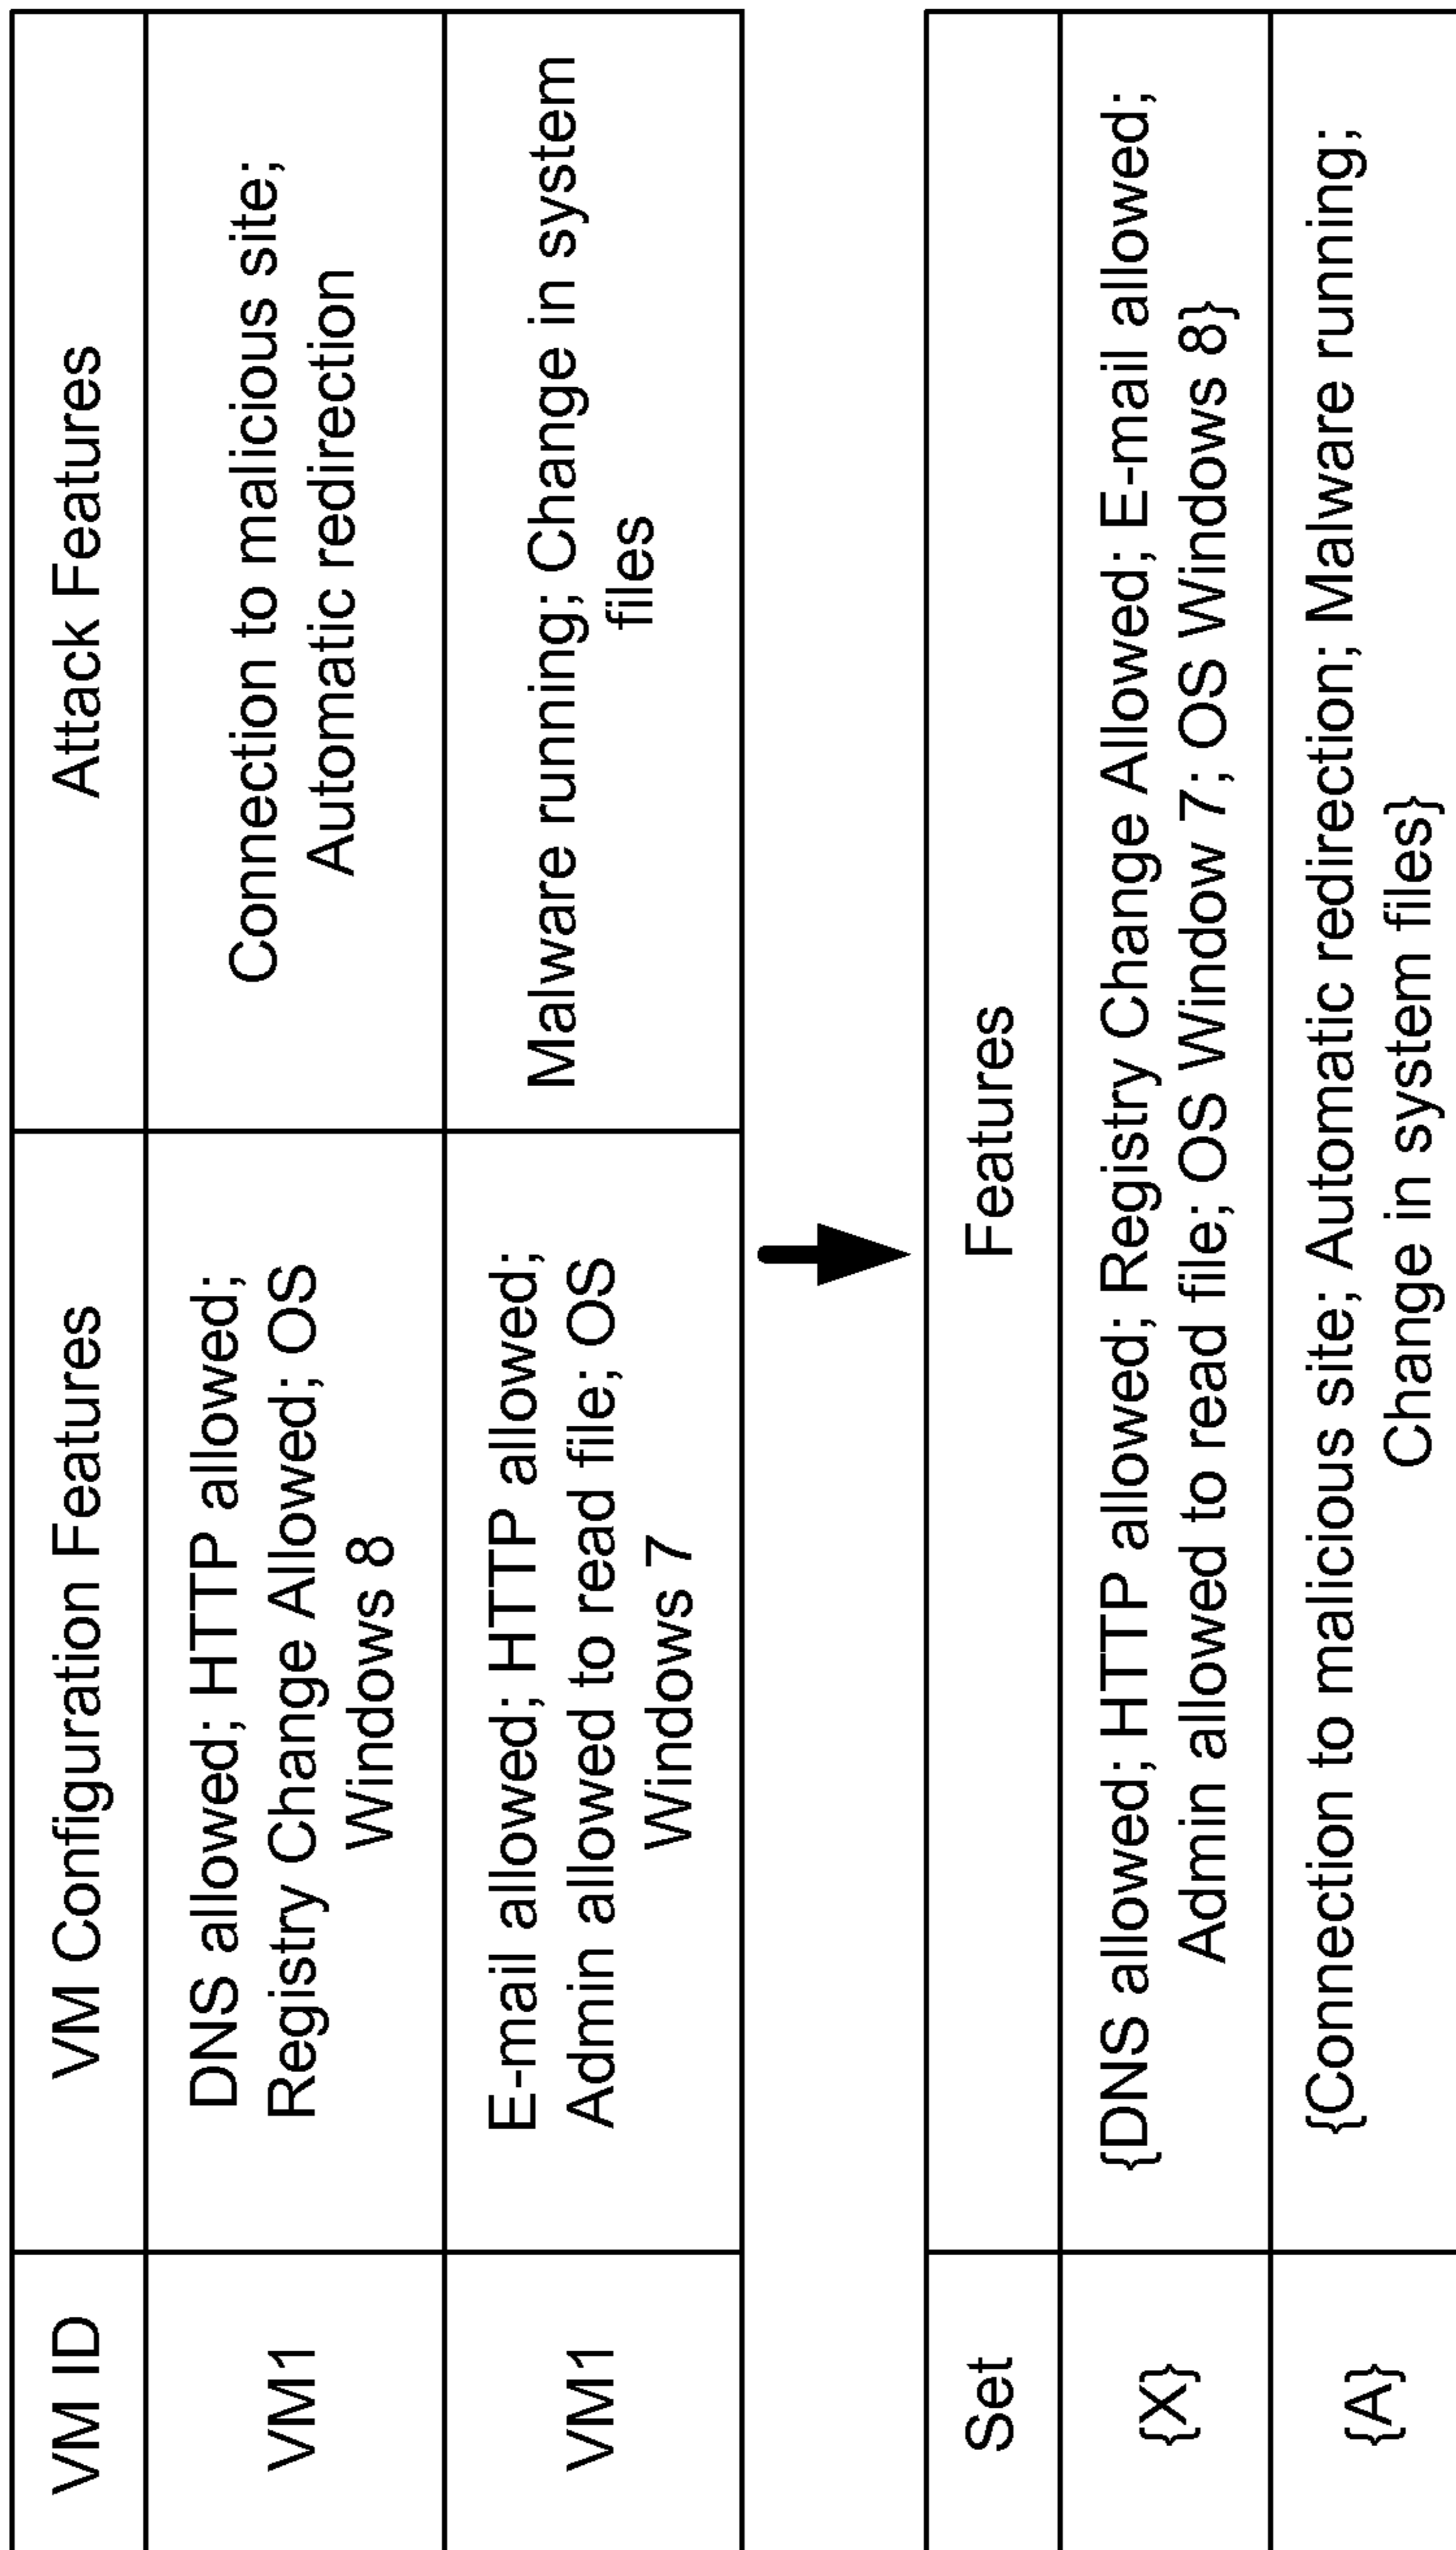 VM ID
VM Configuration Features
Attack Features
VM1
DNS allowed; HTTP allowed;
Registry Change Allowed; OS
Windows 8
Connection to malicious site;
Automatic redirection
VM1
E-mail allowed; HTTP allowed;
Admin allowed to read file; OS
Windows 7
Malware running; Change in system
files
Set
Features
{X}
{DNS allowed; HTTP allowed; Registry Change Allowed; E-mail allowed;
Admin allowed to read file; OS Window 7; OS Windows 8}
{A}
{Connection to malicious site; Automatic redirection; Malware running;
Change in system files}